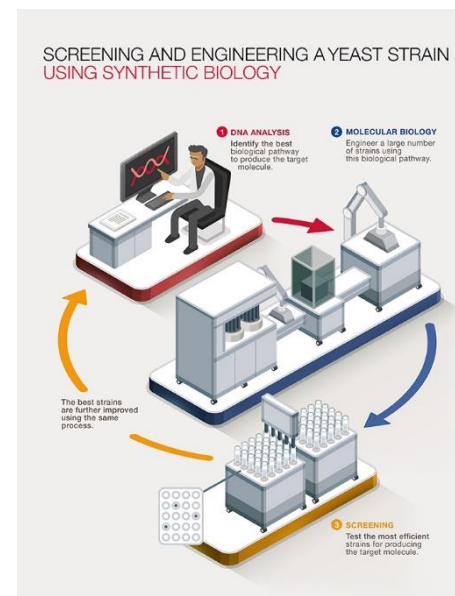 SCREENING AND ENGINEERING A YEAST STRAIN
USING SYNTHETIC BIOLOGY
1 DNA ANALYSIS
Identify the best
biological pathway
to produce the target
molecule.
2 MOLECULAR BIOLOGY
Engineer a large number
of strains using
this biological pathway.
The best strains
are further improved
using the same
process.
3 SCREENING
Test the most efficient
strains for producing
the target molecule.